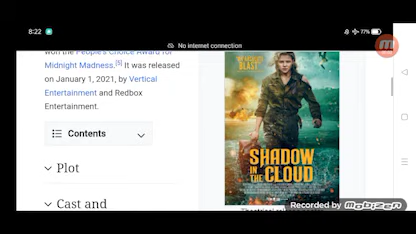 8:22
77%
No internet connection
won the People's Choice Award for
Midnight Madness.[5] It was released
on January 1, 2021, by Vertical
Entertainment and Redbox
Entertainment.
Contents
Plot
Cast and
BLAST
SHADOW
IN THE
CLOUD
Recorded by mobizen